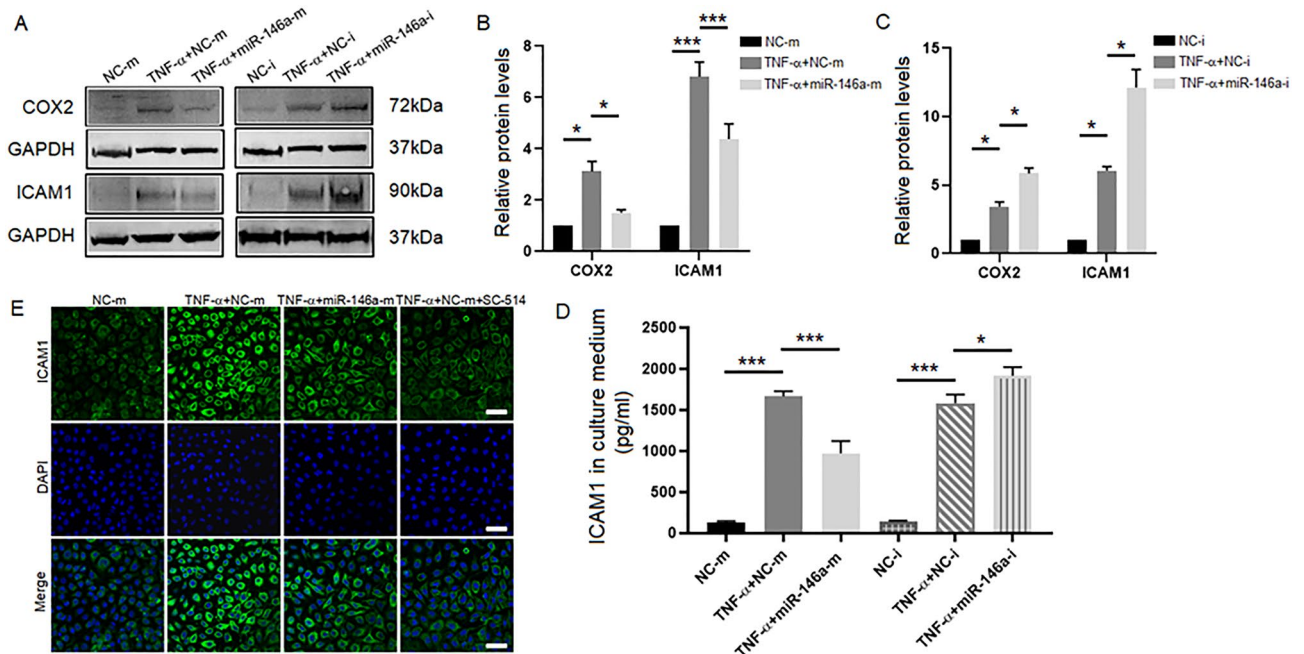 A
NC-m
TNF-α+NC-m
TNF-α+miR-146a-m
NC-i
TNF-α+NC-i
TNF-α+miR-146a-i
COX2
72kDa
GAPDH
37kDa
ICAM1
90kDa
GAPDH
37kDa
B
Relative protein levels
8
6
4
2
0
*
*
***
***
COX2
ICAM1
NC-m
TNF-α+NC-m
TNF-α+miR-146a-m
C
Relative protein levels
15
10
5
0
*
*
*
*
COX2
ICAM1
NC-i
TNF-α+NC-i
TNF-α+miR-146a-i
E
NC-m
TNF-α+NC-m
TNF-α+miR-146a-m
TNF-α+NC-m+SC-514
ICAM1
DAPI
Merge
D
ICAM1 in culture medium
(pg/ml)
2500
2000
1500
1000
500
0
***
***
***
*
NC-m
TNF-α+NC-m
TNF-α+miR-146a-m
NC-i
TNF-α+NC-i
TNF-α+miR-146a-i